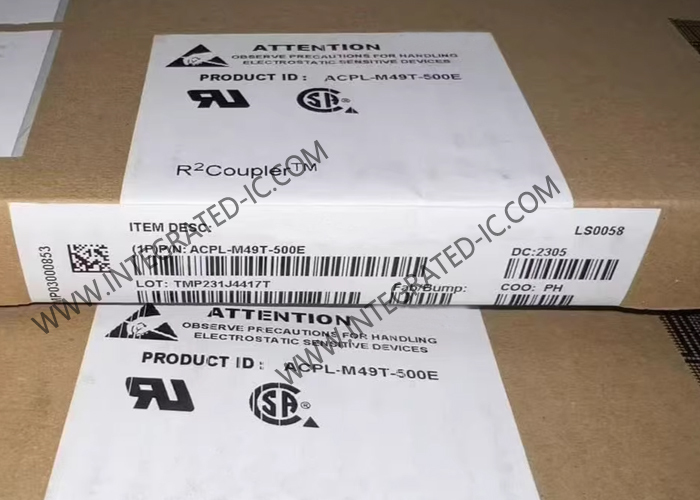 ATTENTION
OBSERVE PRECAUTIONS FOR HANDLING
ELECTROSTATIC SENSITIVE DEVICES
PRODUCT ID: ACPL-M49T-500E
R²Coupler™
ITEM DESC.
LS0058
(1P)P/N: ACPL-M49T-500E
DC:2305
LOT: TMP231J4417T
Fab/Bump:
COO: PH
ATTENTION
OBSERVE PRECAUTIONS FOR HANDLING
ELECTROSTATIC SENSITIVE DEVICES
PRODUCT ID: ACPL-M49T-500E
WWW.INTEGRATED-IC.COM
WWW.INTEGRATED-IC.COM